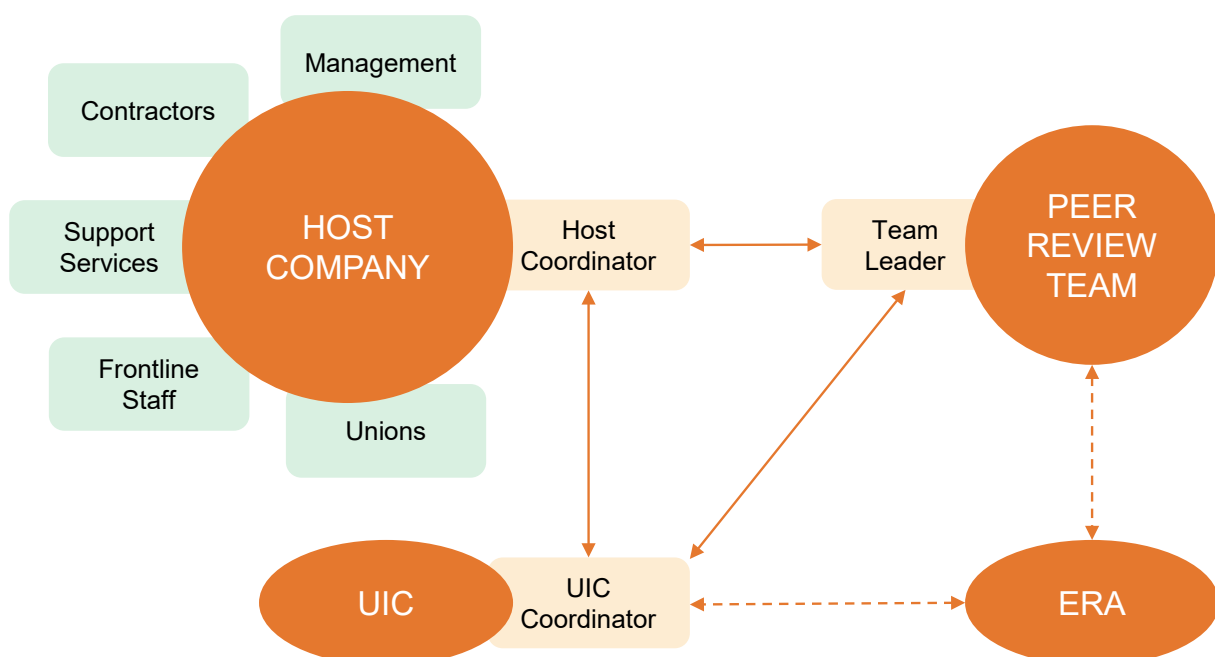 Management
Contractors
HOST
COMPANY
Support
Services
Host
Coordinator
Team
Leader
PEER
REVIEW
TEAM
Frontline
Staff
Unions
UIC
UIC
Coordinator
ERA